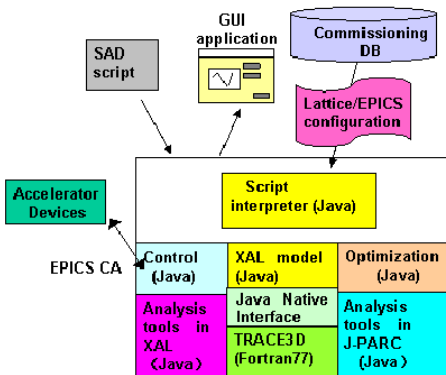 GUI
application
SAD
script
Commissioning
DB
Lattice/EPICS
configuration
Script
interpreter (Java)
Accelerator
Devices
EPICS CA
Control
(Java)
XAL model
(Java)
Optimization
(Java)
Java Native
Interface
Analysis
tools in
XAL
(Java)
TRACE3D
(Fortran77)
Analysis
tools in
J-PARC
(Java)